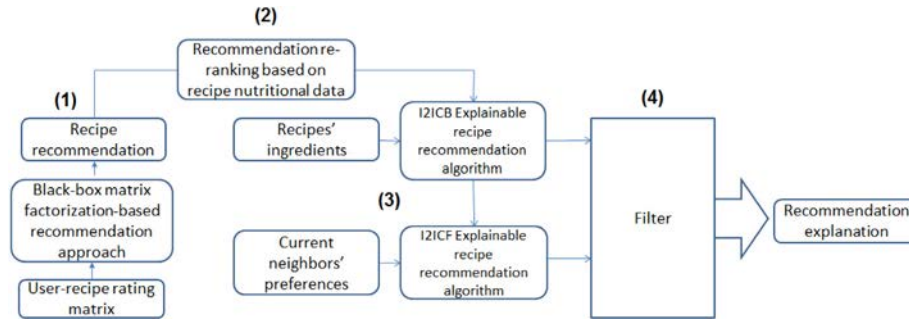 (2)
Recommendation re-
ranking based on
recipe nutritional data
(1)
Recipe
recommendation
Black-box matrix
factorization-based
recommendation
approach
User-recipe rating
matrix
Recipes'
ingredients
I2ICB Explainable
recipe
recommendation
algorithm
(3)
Current
neighbors'
preferences
I2ICF Explainable
recipe
recommendation
algorithm
(4)
Filter
Recommendation
explanation